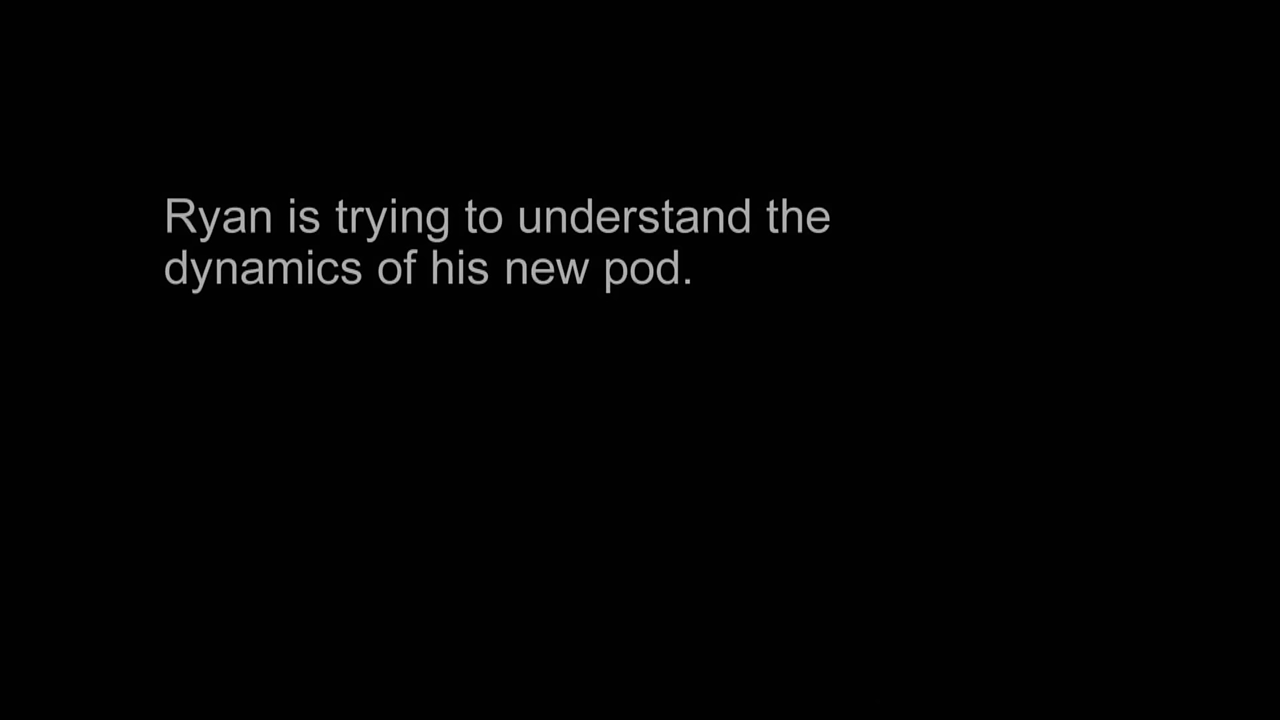 Ryan is trying to understand the
dynamics of his new pod.